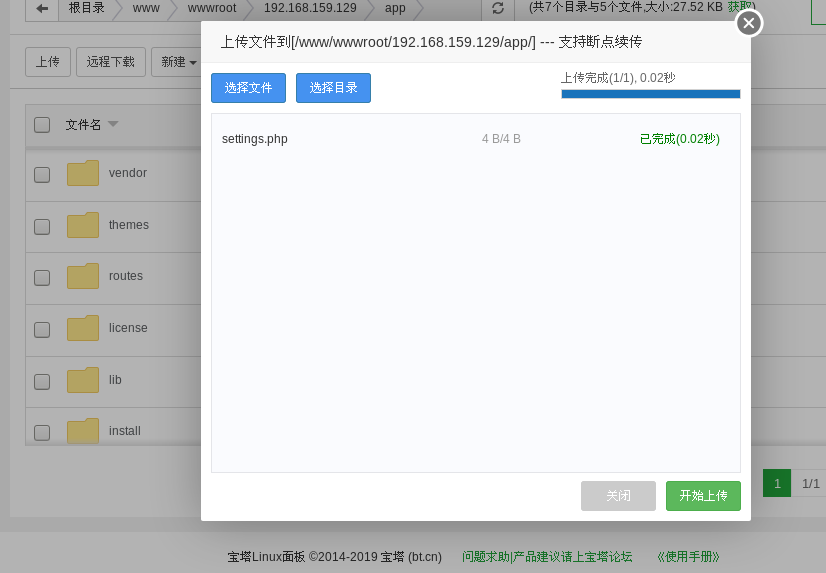 根目录 www wwwroot 192.168.159.129 app (共7个目录与5个文件,大小:27.52 KB 获取)
上传文件到[/www/wwwroot/192.168.159.129/app/] --- 支持断点续传
上传 远程下载 新建
选择文件 选择目录 上传完成(1/1), 0.02秒
文件名
settings.php 4 B/4 B 已完成(0.02秒)
vendor
themes
routes
license
lib
install
1 1/1
关闭 开始上传
宝塔Linux面板 ©2014-2019 宝塔 (bt.cn) 问题求助|产品建议请上宝塔论坛 《使用手册》